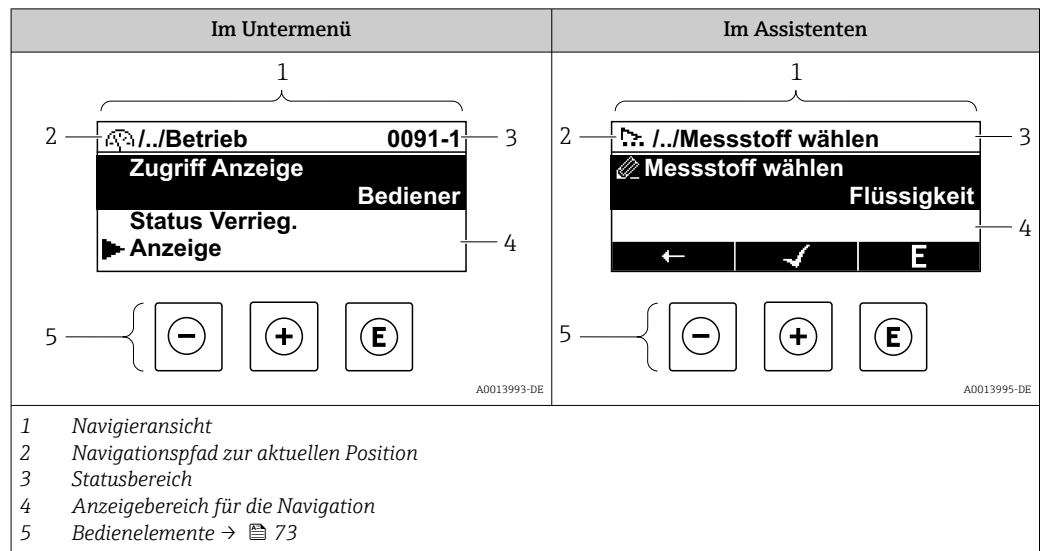 Im Untermenü
Im Assistenten
1
2
/../Betrieb 0091-1
3
Zugriff Anzeige
Bediener
Status Verrieg.
Anzeige
4
5
E
A0013993-DE
1
2
/../Messstoff wählen
3
Messstoff wählen
Flüssigkeit
4
E
5
E
A0013995-DE
1 Navigieransicht
2 Navigationspfad zur aktuellen Position
3 Statusbereich
4 Anzeigebereich für die Navigation
5 Bedienelemente → 73